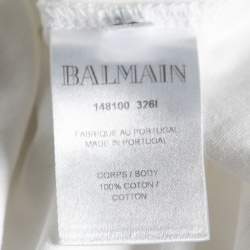 BALMAIN
148100 326I
FABRIQUE AU PORTUGAL
MADE IN PORTUGAL
CORPS / BODY
100% COTON /
COTTON